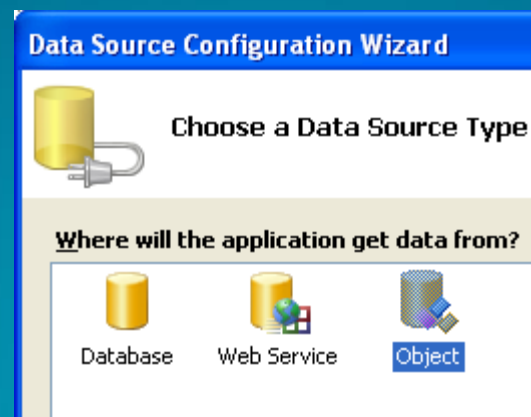 Data Source Configuration Wizard
Choose a Data Source Type
Where will the application get data from?
Database Web Service Object